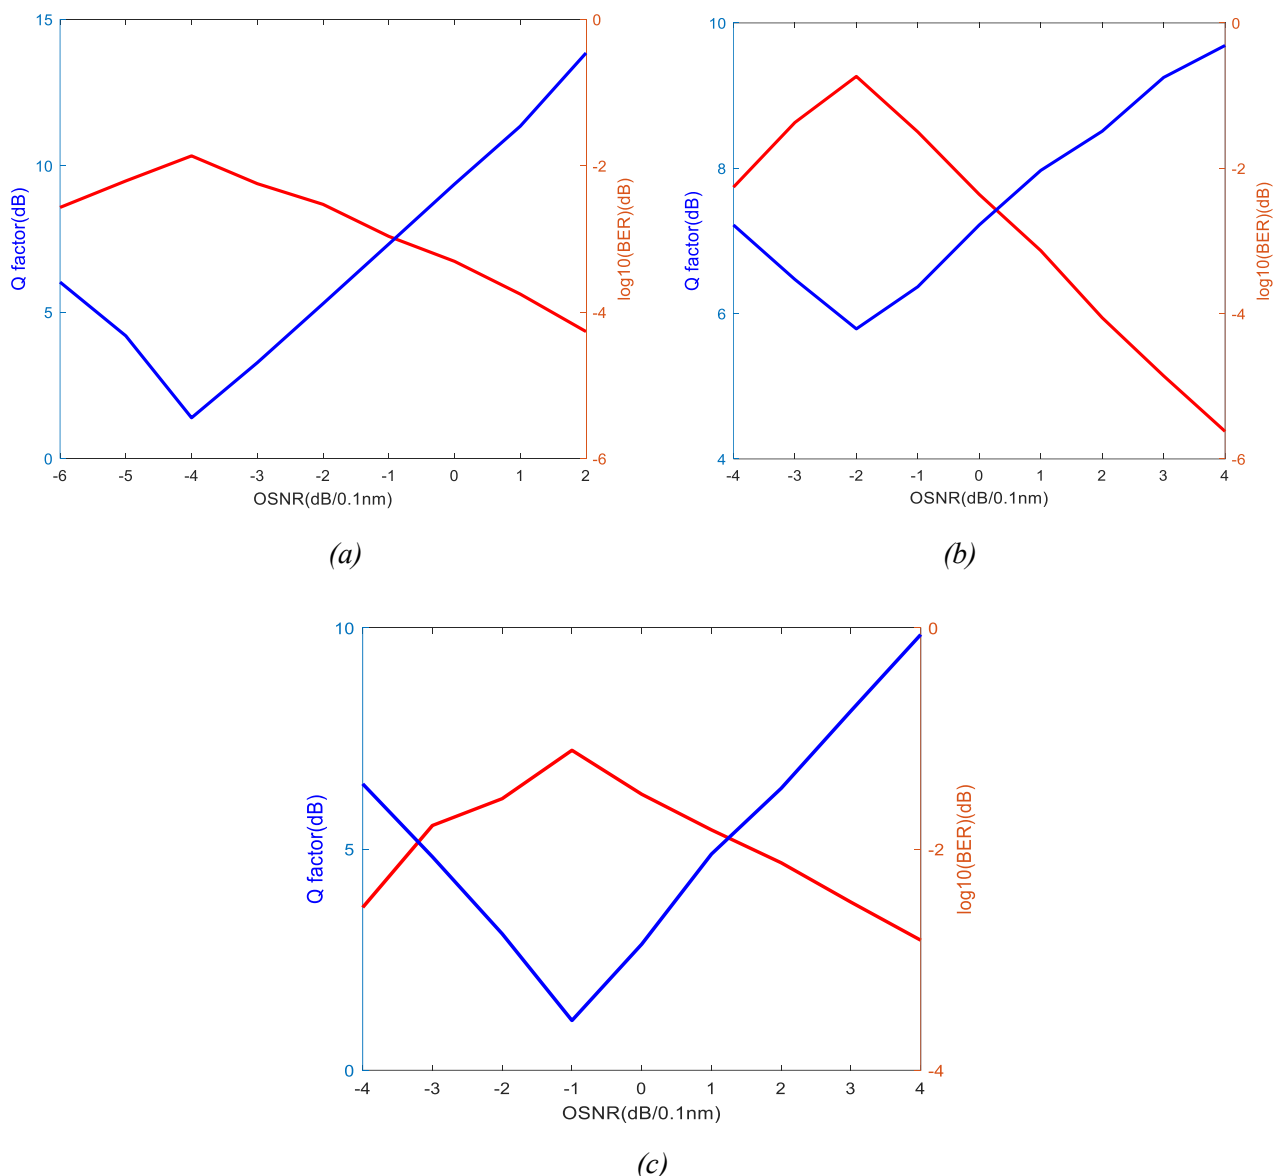 15
10
5
0
Q factor(dB)
0
-2
-4
-6
log10(BER)(dB)
-6 -5 -4 -3 -2 -1 0 1 2
OSNR(dB/0.1nm)
(a)
10
8
6
4
Q factor(dB)
0
-2
-4
-6
log10(BER)(dB)
-4 -3 -2 -1 0 1 2 3 4
OSNR(dB/0.1nm)
(b)
10
5
0
Q factor(dB)
0
-2
-4
log10(BER)(dB)
-4 -3 -2 -1 0 1 2 3 4
OSNR(dB/0.1nm)
(c)